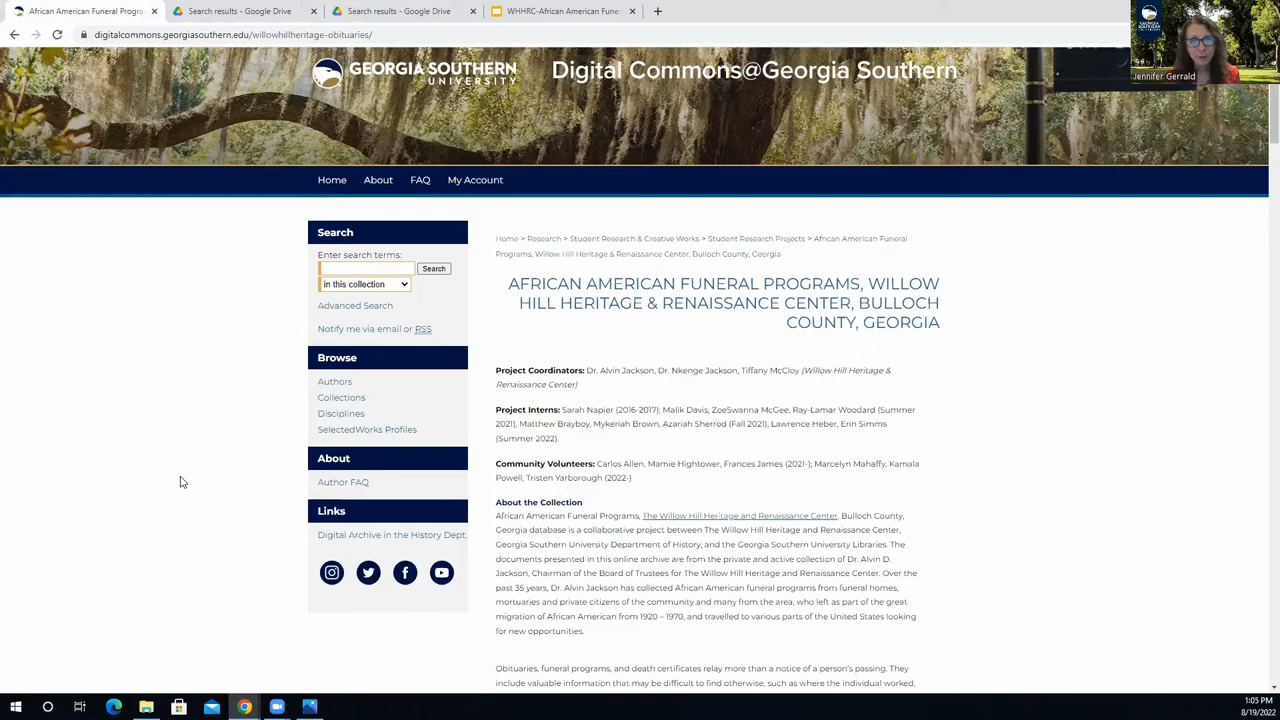 African American Funeral Progra
Search results - Google Drive
Search results - Google Drive
WHHRC-African American Fune
digitalcommons.georgiasouthern.edu/willowhillheritage-obituaries/
GEORGIA SOUTHERN
UNIVERSITY
Digital Commons@Georgia Southern
GEORGIA
SOUTHERN
Jennifer Gerrald
Home
About
FAQ
My Account
Search
Enter search terms:
Search
in this collection
Advanced Search
Notify me via email or RSS
Browse
Authors
Collections
Disciplines
SelectedWorks Profiles
About
Author FAQ
Links
Digital Archive in the History Dept.
Home > Research > Student Research & Creative Works > Student Research Projects > African American Funeral
Programs, Willow Hill Heritage & Renaissance Center, Bulloch County, Georgia
AFRICAN AMERICAN FUNERAL PROGRAMS, WILLOW
HILL HERITAGE & RENAISSANCE CENTER, BULLOCH
COUNTY, GEORGIA
Project Coordinators: Dr. Alvin Jackson, Dr. Nkenge Jackson, Tiffany McCloy (Willow Hill Heritage &
Renaissance Center)
Project Interns: Sarah Napier (2016-2017); Malik Davis, ZoeSwanna McGee, Ray-Lamar Woodard (Summer
2021), Matthew Brayboy, Mykeriah Brown, Azariah Sherrod (Fall 2021), Lawrence Heber, Erin Simms
(Summer 2022).
Community Volunteers: Carlos Allen, Mamie Hightower, Frances James (2021-); Marcelyn Mahaffy, Kamala
Powell, Tristen Yarborough (2022-)
About the Collection
African American Funeral Programs, The Willow Hill Heritage and Renaissance Center, Bulloch County,
Georgia database is a collaborative project between The Willow Hill Heritage and Renaissance Center,
Georgia Southern University Department of History, and the Georgia Southern University Libraries. The
documents presented in this online archive are from the private and active collection of Dr. Alvin D.
Jackson, Chairman of the Board of Trustees for The Willow Hill Heritage and Renaissance Center. Over the
past 35 years, Dr. Alvin Jackson has collected African American funeral programs from funeral homes,
mortuaries and private citizens of the community and many from the area, who left as part of the great
migration of African American from 1920 – 1970, and travelled to various parts of the United States looking
for new opportunities.
Obituaries, funeral programs, and death certificates relay more than a notice of a person's passing. They
include valuable information that may be difficult to find otherwise, such as where the individual worked,
1:05 PM
8/19/2022